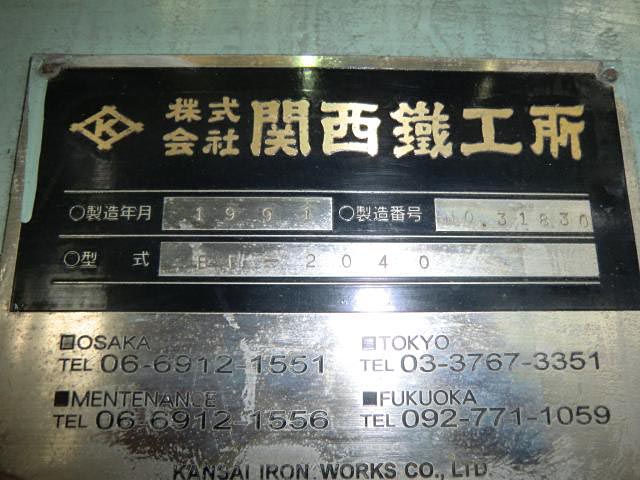 K 株式会社 関西鐵工所
○製造年月 1991 ○製造番号 NO.31830
○型式 2040
■OSAKA ■TOKYO
TEL 06-6912-1551 TEL 03-3767-3351
■MENTENANCE ■FUKUOKA
TEL 06-6912-1556 TEL 092-771-1059
KANSAI IRON WORKS CO., LTD.